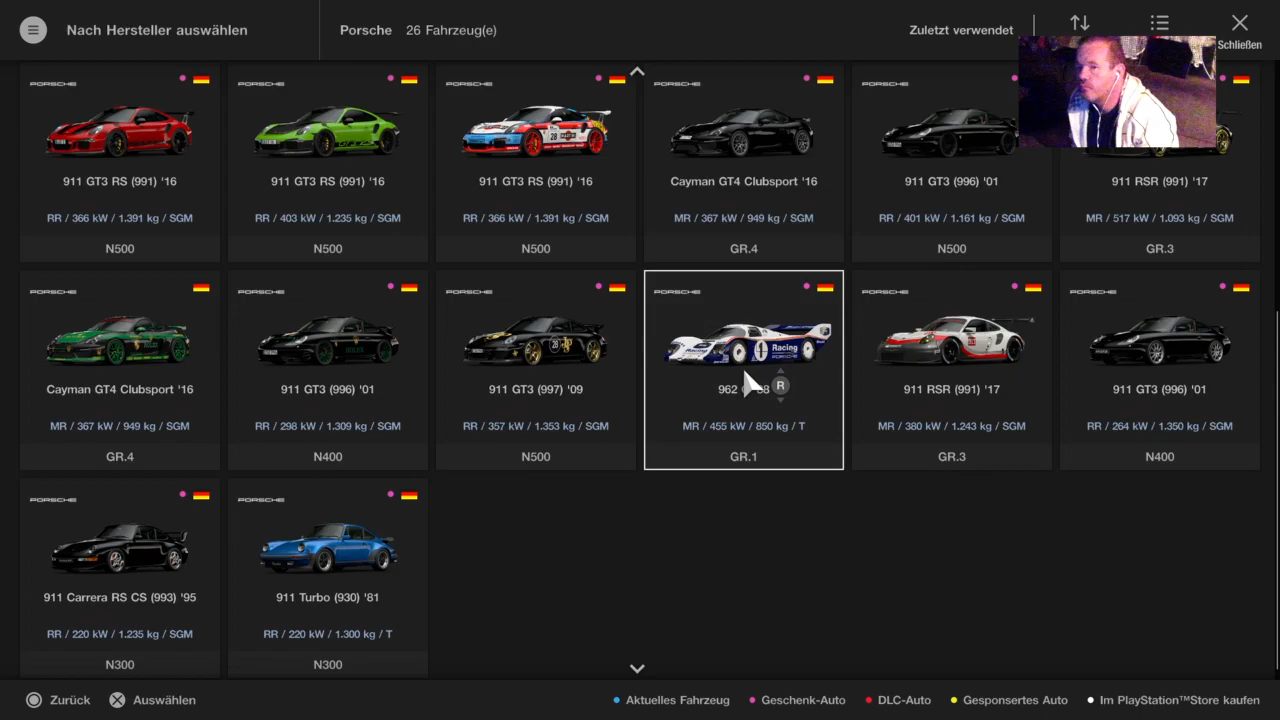 Nach Hersteller auswählen
Porsche 26 Fahrzeug(e)
Zuletzt verwendet
Schließen
PORSCHE PORSCHE PORSCHE PORSCHE PORSCHE
911 GT3 RS (991) '16 911 GT3 RS (991) '16 911 GT3 RS (991) '16 Cayman GT4 Clubsport '16 911 GT3 (996) '01 911 RSR (991) '17
RR / 366 kW / 1.391 kg / SGM RR / 403 kW / 1.235 kg / SGM RR / 366 kW / 1.391 kg / SGM MR / 367 kW / 949 kg / SGM RR / 401 kW / 1.161 kg / SGM MR / 517 kW / 1.093 kg / SGM
N500 N500 N500 GR.4 N500 GR.3
PORSCHE PORSCHE PORSCHE PORSCHE PORSCHE PORSCHE
Racing
Cayman GT4 Clubsport '16 911 GT3 (996) '01 911 GT3 (997) '09 962 R 911 RSR (991) '17 911 GT3 (996) '01
MR / 367 kW / 949 kg / SGM RR / 298 kW / 1.309 kg / SGM RR / 357 kW / 1.353 kg / SGM MR / 455 kW / 850 kg / T MR / 380 kW / 1.243 kg / SGM RR / 264 kW / 1.350 kg / SGM
GR.4 N400 N500 GR.1 GR.3 N400
PORSCHE PORSCHE
911 Carrera RS CS (993) '95 911 Turbo (930) '81
RR / 220 kW / 1.235 kg / SGM RR / 220 kW / 1.300 kg / T
N300 N300
Zurück Auswählen Aktuelles Fahrzeug Geschenk-Auto DLC-Auto Gesponsertes Auto Im PlayStation™Store kaufen